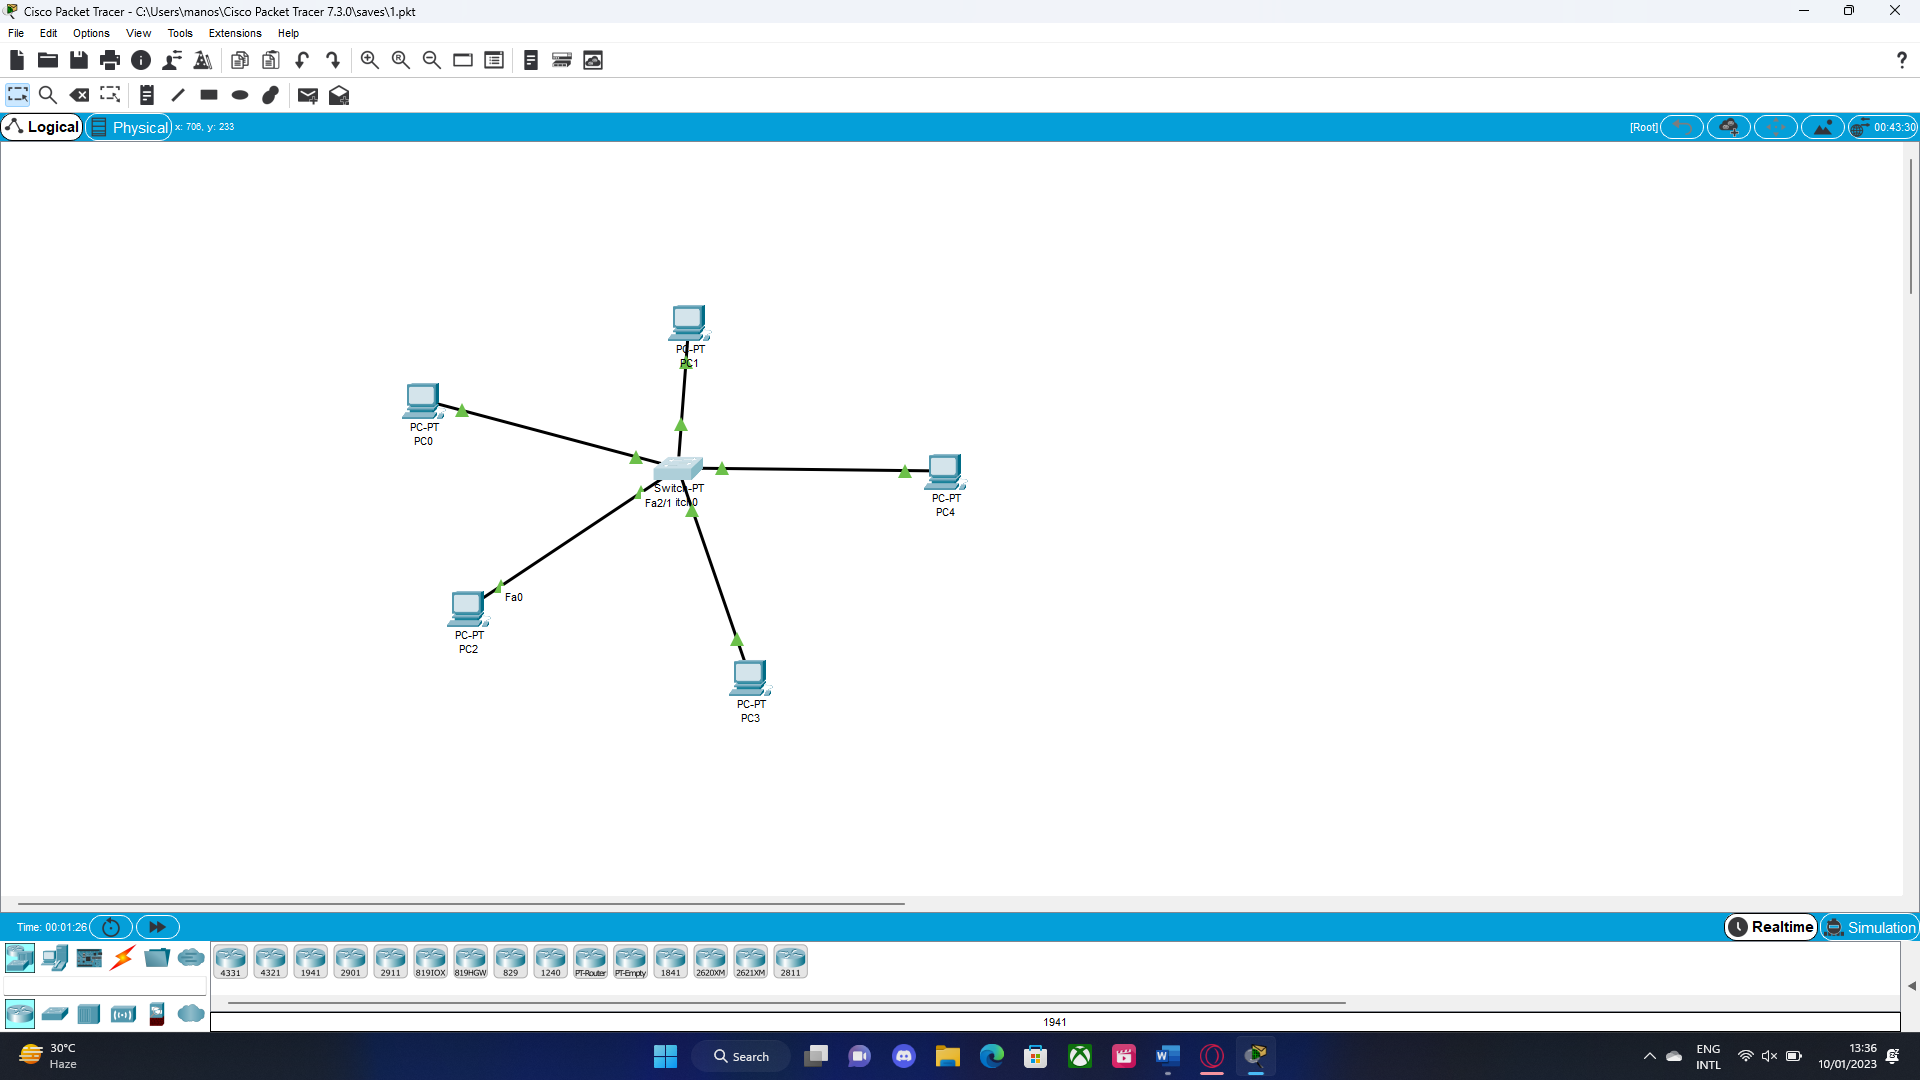 Cisco Packet Tracer - C:\Users\manos\Cisco Packet Tracer 7.3.0\saves\1.pkt
File Edit Options View Tools Extensions Help
Logical Physical x: 706, y: 233 [Root] 00:43:30
PC-PT
PC1
PC-PT
PC0
Switch-PT
Fa2/1 itch0
PC-PT
PC4
Fa0
PC-PT
PC2
PC-PT
PC3
Time: 00:01:26 Realtime Simulation
4331 4321 1941 2901 2911 819IOX 819HGW 829 1240 PT-Router PT-Empty 1841 2620XM 2621XM 2811
1941
30°C
Haze
Search
ENG
INTL
13:36
10/01/2023